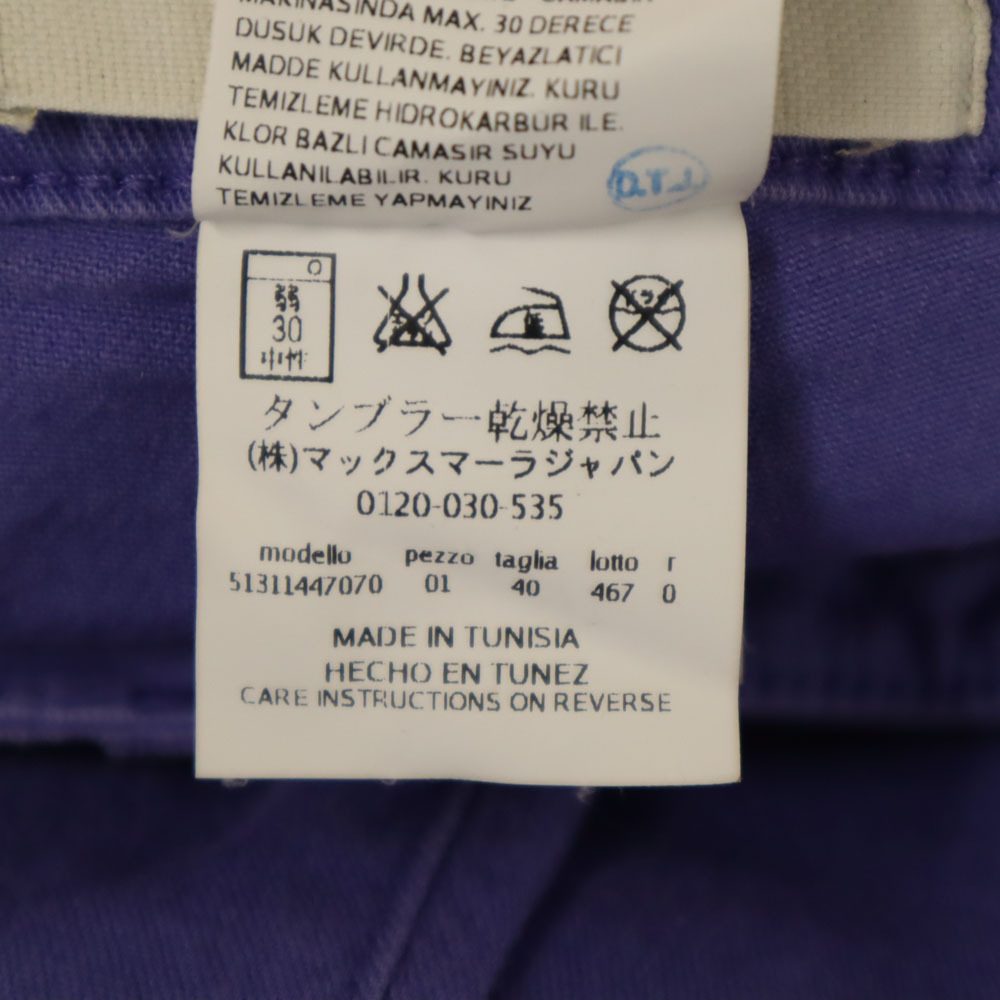 MAKINASINDA MAX. 30 DERECE
DUSUK DEVIRDE. BEYAZLATICI
MADDE KULLANMAYINIZ. KURU
TEMIZLEME HIDROKARBUR ILE.
KLOR BAZLI CAMASIR SUYU
KULLANILABILIR. KURU
TEMIZLEME YAPMAYINIZ
D.T.J.
弱
30
中性
低
タンブラー乾燥禁止
(株)マックスマーラジャパン
0120-030-535
modello pezzo taglia lotto r
51311447070 01 40 467 0
MADE IN TUNISIA
HECHO EN TUNEZ
CARE INSTRUCTIONS ON REVERSE